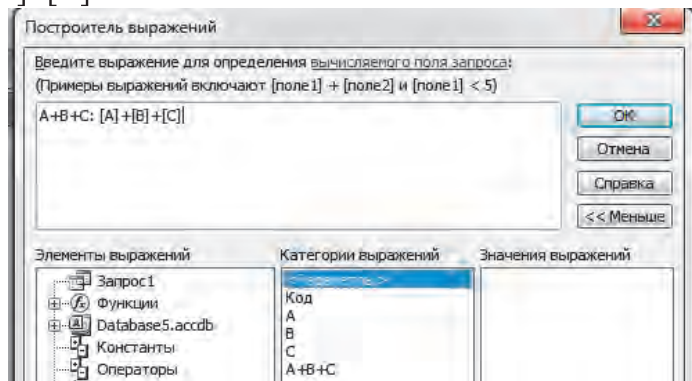 Построитель выражений
Введите выражение для определения вычисляемого поля запроса:
(Примеры выражений включают [поле1] + [поле2] и [поле1] < 5)
A+B+C: [A]+[B]+[C]
OK
Отмена
Справка
<< Меньше
Элементы выражений
Категории выражений
Значения выражений
Запрос1
Функции
Database5.accdb
Константы
Операторы
Код
A
B
C
A+B+C